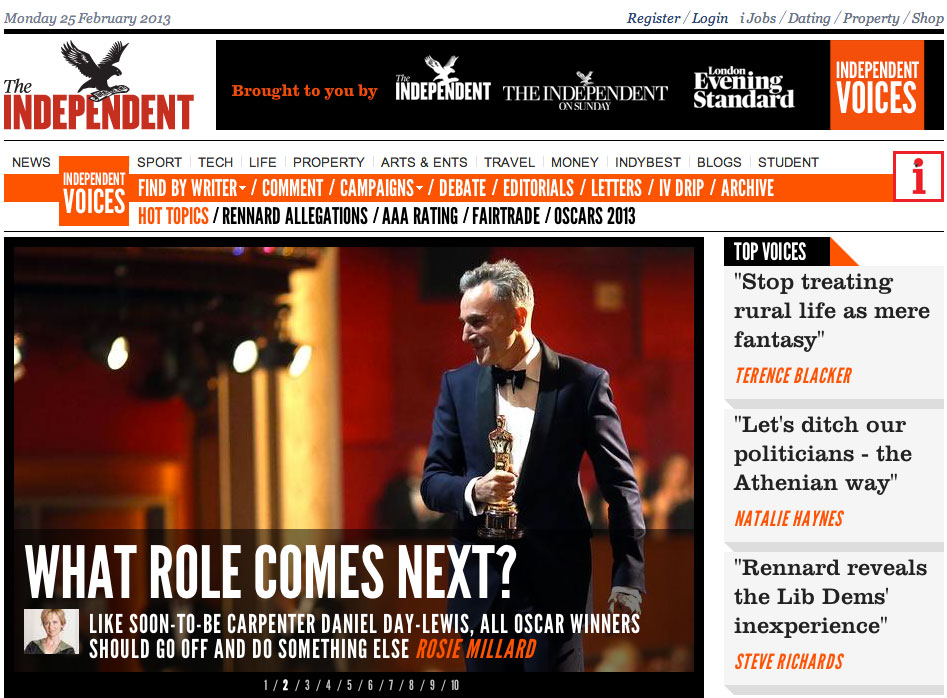 Monday 25 February 2013
Register / Login i Jobs / Dating / Property / Shop
The
INDEPENDENT
Brought to you by
The
INDEPENDENT
THE INDEPENDENT
ON SUNDAY
London
Evening
Standard
INDEPENDENT
VOICES
NEWS
SPORT TECH LIFE PROPERTY ARTS & ENTS TRAVEL MONEY INDYBEST BLOGS STUDENT
INDEPENDENT
VOICES
FIND BY WRITER / COMMENT / CAMPAIGNS / DEBATE / EDITORIALS / LETTERS / IV DRIP / ARCHIVE
i
HOT TOPICS / RENNARD ALLEGATIONS / AAA RATING / FAIRTRADE / OSCARS 2013
WHAT ROLE COMES NEXT?
LIKE SOON-TO-BE CARPENTER DANIEL DAY-LEWIS, ALL OSCAR WINNERS
SHOULD GO OFF AND DO SOMETHING ELSE ROSIE MILLARD
1 / 2 / 3 / 4 / 5 / 6 / 7 / 8 / 9 / 10
TOP VOICES
"Stop treating
rural life as mere
fantasy"
TERENCE BLACKER
"Let's ditch our
politicians - the
Athenian way"
NATALIE HAYNES
"Rennard reveals
the Lib Dems'
inexperience"
STEVE RICHARDS